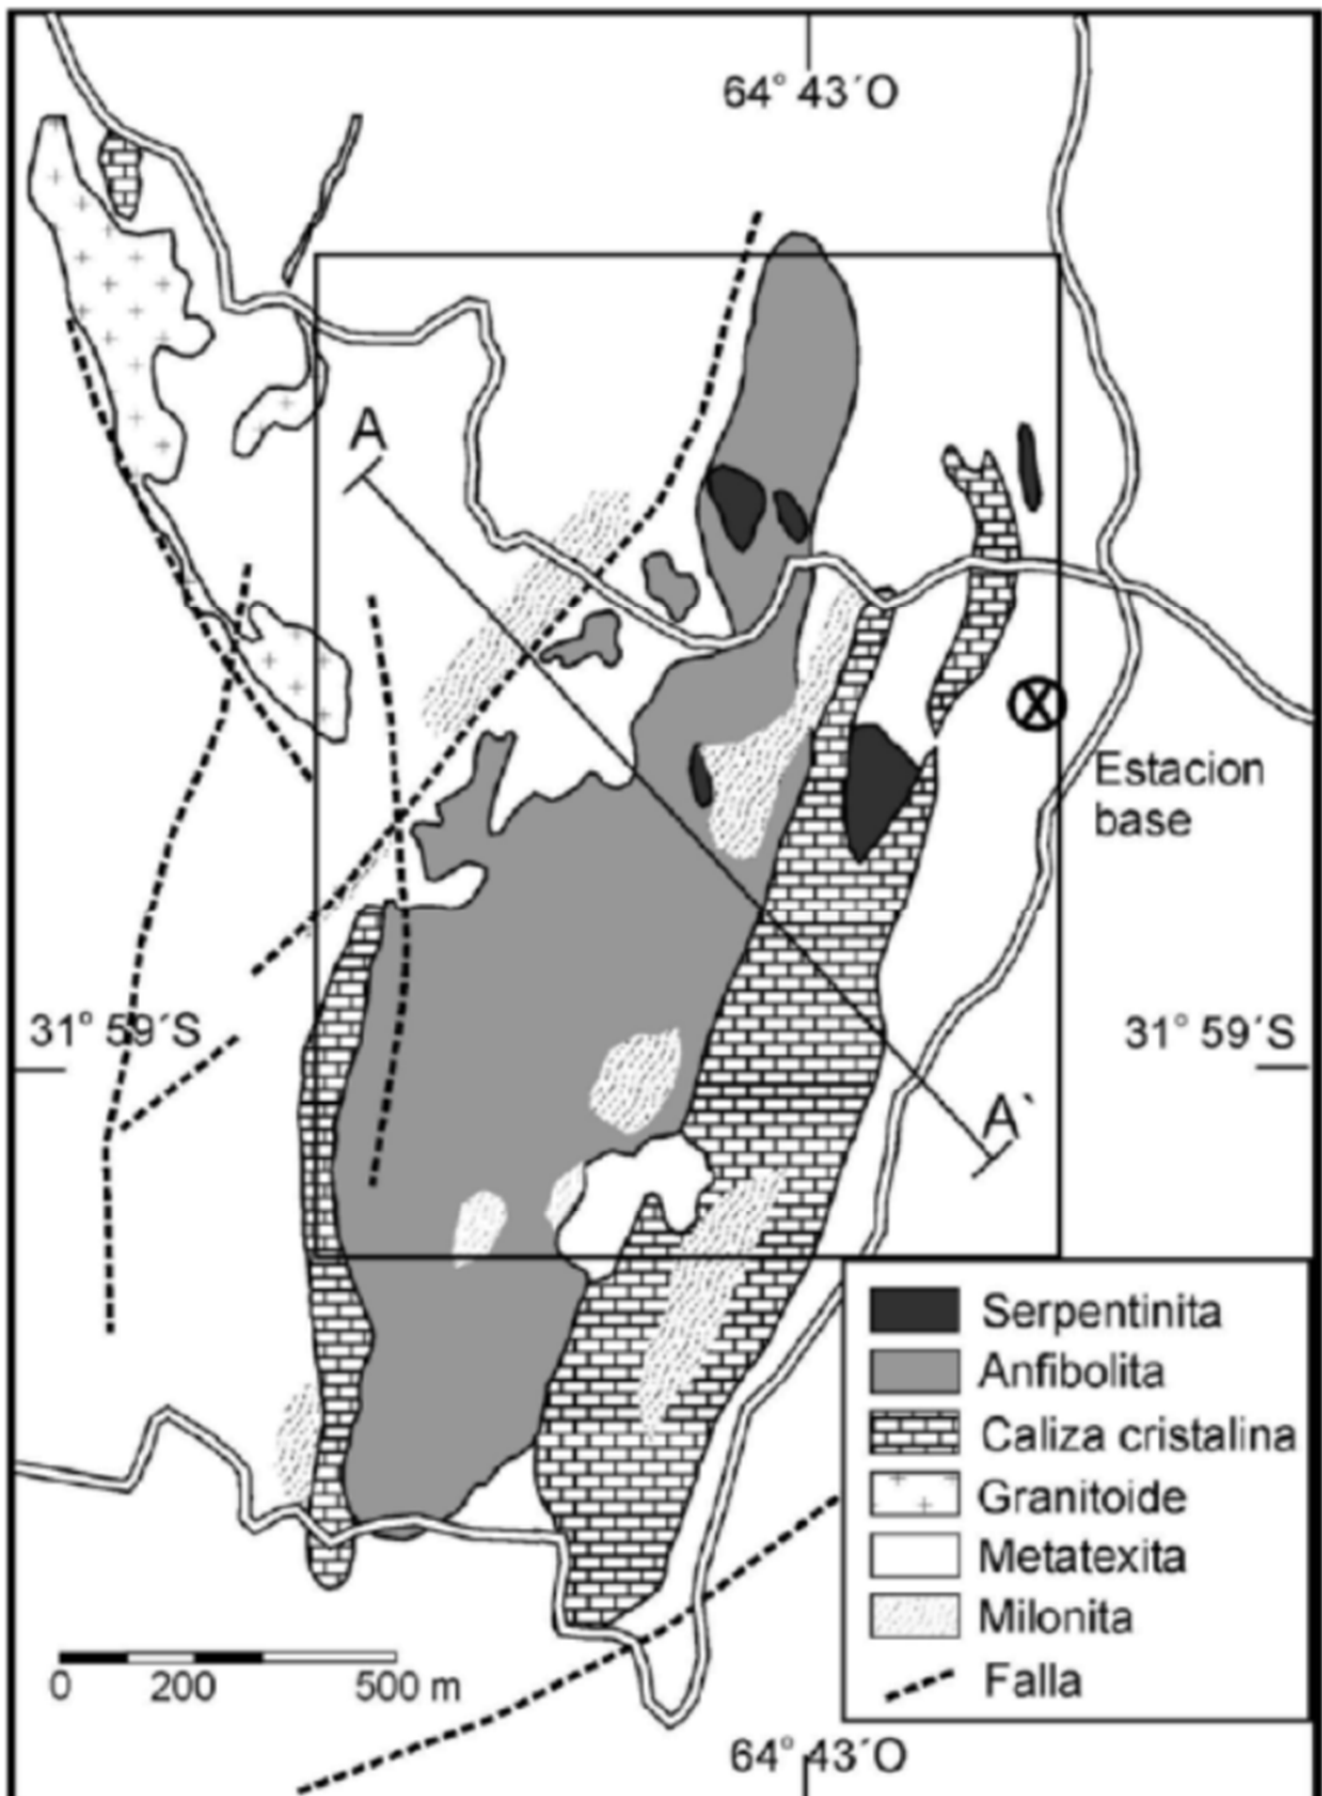 64° 43´O
A
Estacion
base
31° 59´S
31° 59´S
A`
Serpentinita
Anfibolita
Caliza cristalina
Granitoide
Metatexita
Milonita
Falla
0 200 500 m
64° 43´O